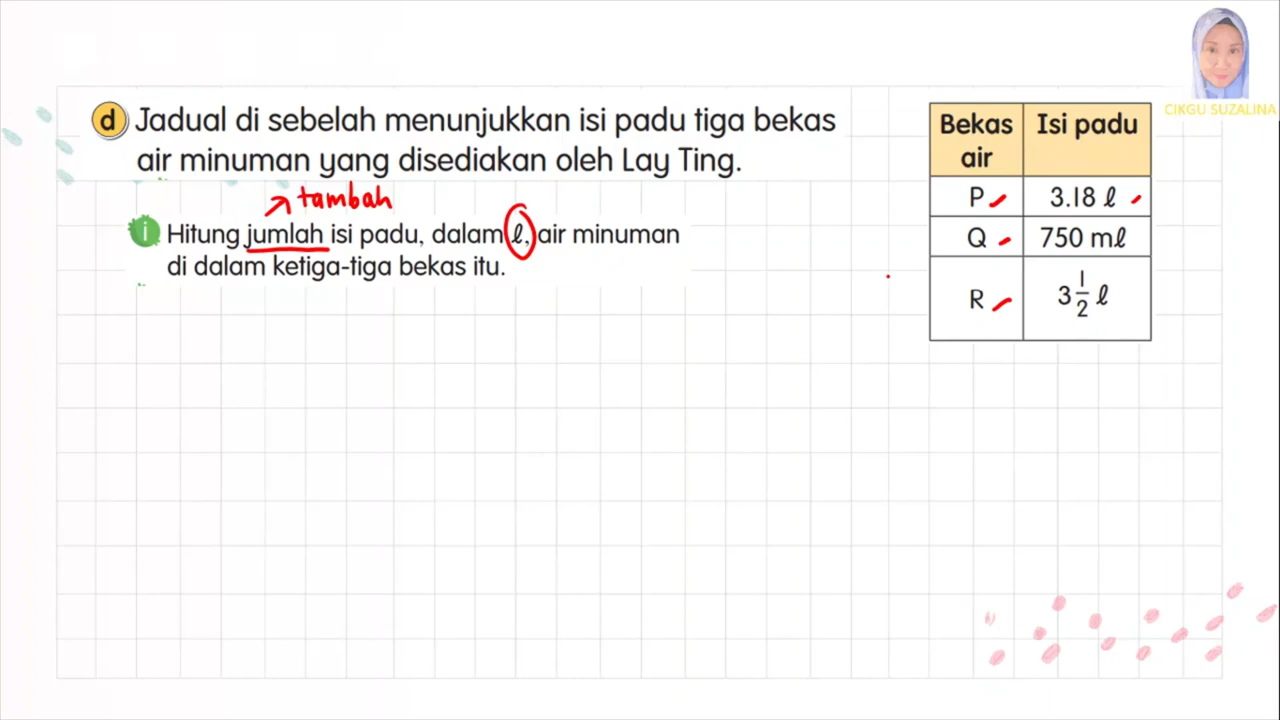 CIKGU SUZALINA
d Jadual di sebelah menunjukkan isi padu tiga bekas
air minuman yang disediakan oleh Lay Ting.
tambah
i Hitung jumlah isi padu, dalam ℓ, air minuman
di dalam ketiga-tiga bekas itu.
Bekas air Isi padu
P 3.18 ℓ
Q 750 mℓ
R 3 1/2 ℓ